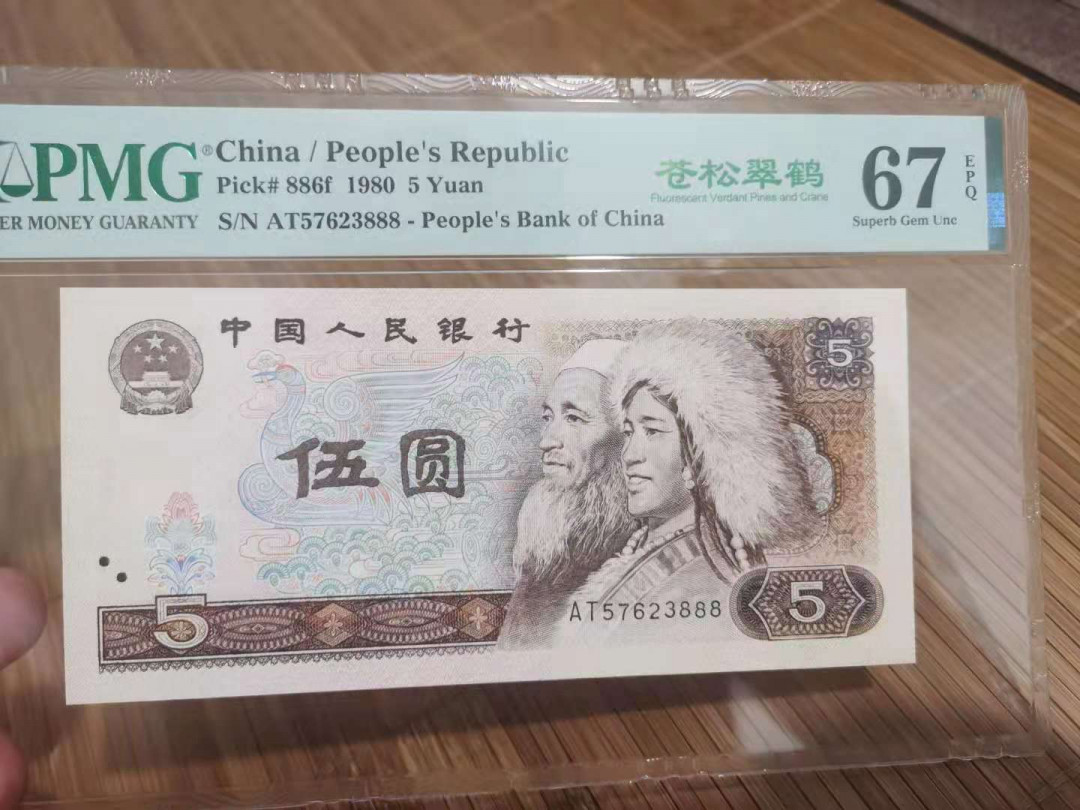 PMG® China / People's Republic
Pick# 886f 1980 5 Yuan
S/N AT57623888 - People's Bank of China
MONEY GUARANTY
苍松翠鹤
Fluorescent Verdant Pines and Crane
67 EPQ
Superb Gem Unc
中国人民银行
5
伍圆
5
AT57623888
5